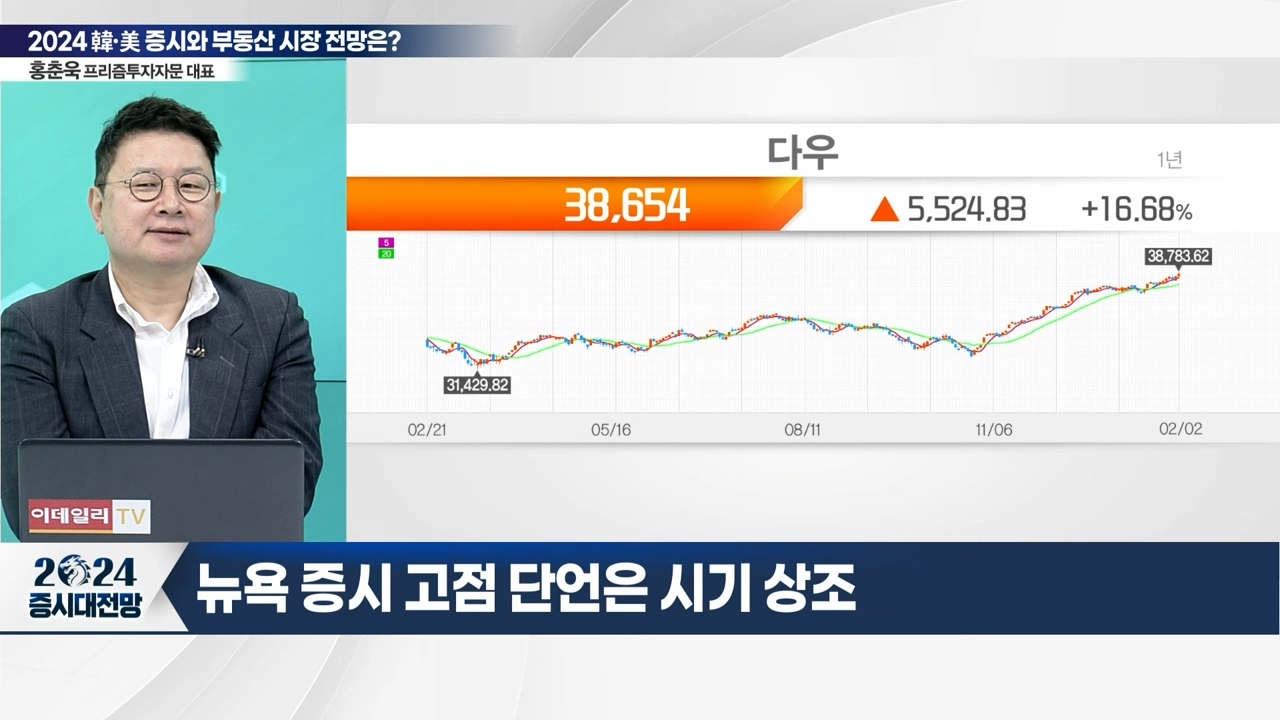 2024 韓·美 증시와 부동산 시장 전망은?
홍춘욱 프리즘투자자문 대표
다우
1년
38,654
▲ 5,524.83
+16.68%
5
20
38,783.62
31,429.82
02/21
05/16
08/11
11/06
02/02
이데일리 TV
2024
증시대전망
뉴욕 증시 고점 단언은 시기 상조